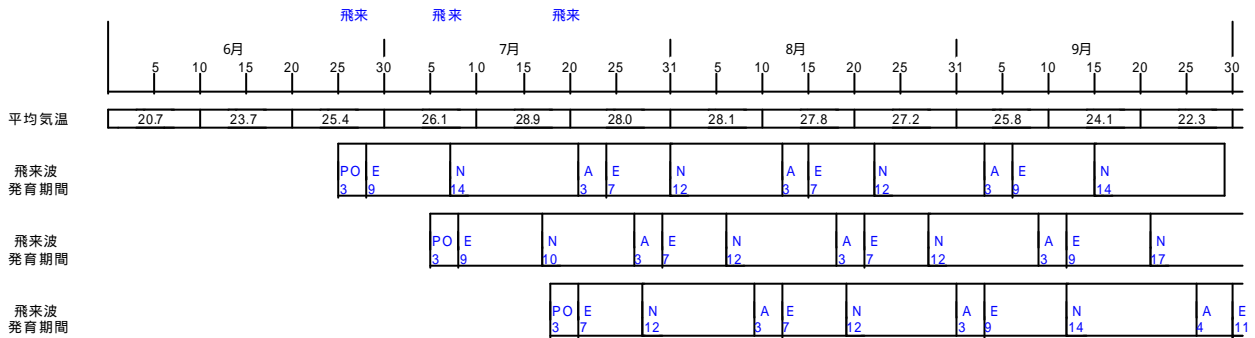 飛来 飛来 飛来
6月 7月 8月 9月
5 10 15 20 25 30 5 10 15 20 25 31 5 10 15 20 25 31 5 10 15 20 25 30
平均気温 20.7 23.7 25.4 26.1 28.9 28.0 28.1 27.8 27.2 25.8 24.1 22.3
飛来波 PO E N A E N A E N A E N
発育期間 3 9 14 3 7 12 3 7 12 3 9 14
飛来波 PO E N A E N A E N A E N
発育期間 3 9 10 3 7 12 3 7 12 3 9 17
飛来波 PO E N A E N A E N A E
発育期間 3 7 12 3 7 12 3 9 14 4 11